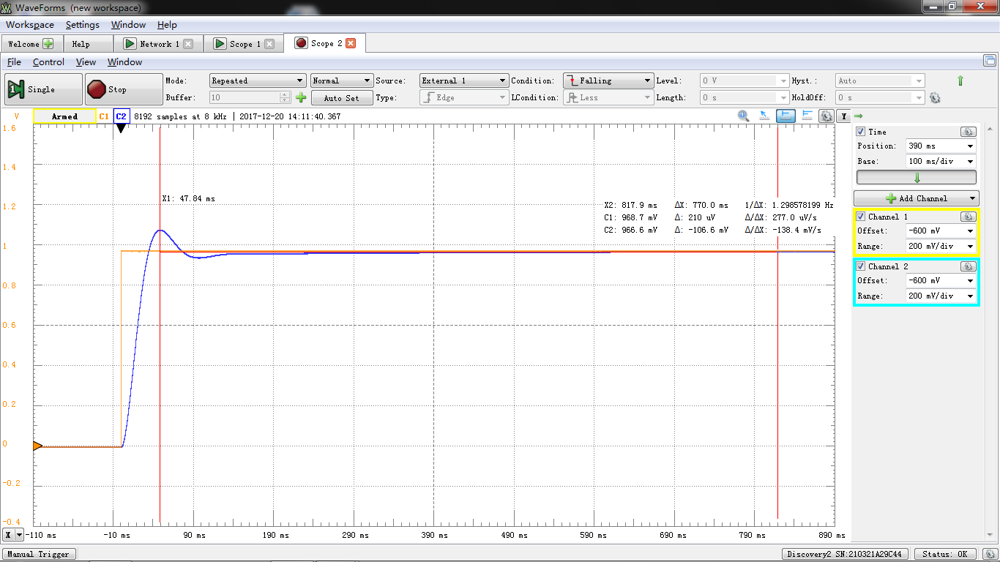 WaveForms (new workspace)
Workspace Settings Window Help
Welcome Help Network 1 Scope 1 Scope 2
File Control View Window
Single Stop Mode: Repeated Normal Source: External 1 Condition: Falling Level: 0 V Hyst.: Auto
Buffer: 10 Auto Set Type: Edge LCondition: Less Length: 0 s HoldOff: 0 s
V Armed C1 C2 8192 samples at 8 kHz | 2017-12-20 14:11:40.367 Y
1.6
1.4
1.2
1
0.8
0.6
0.4
0.2
0
-0.2
-0.4
X1: 47.84 ms
X2: 817.9 ms ΔX: 770.0 ms 1/ΔX: 1.298578199 Hz
C1: 968.7 mV Δ: 210 uV Δ/ΔX: 277.0 uV/s
C2: 966.6 mV Δ: -106.6 mV Δ/ΔX: -138.4 mV/s
X -110 ms -10 ms 90 ms 190 ms 290 ms 390 ms 490 ms 590 ms 690 ms 790 ms 890 ms
Time
Position: 390 ms
Base: 100 ms/div
Add Channel
Channel 1
Offset: -600 mV
Range: 200 mV/div
Channel 2
Offset: -600 mV
Range: 200 mV/div
Manual Trigger Discovery2 SN:210321A29C44 Status: OK